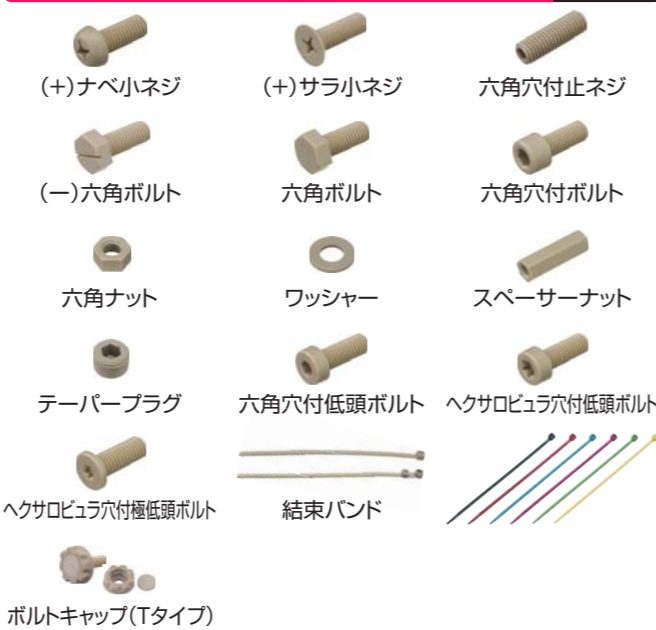 (+)ナベ小ネジ
(+)サラ小ネジ
六角穴付止ネジ
(ー)六角ボルト
六角ボルト
六角穴付ボルト
六角ナット
ワッシャー
スペーサーナット
テーパープラグ
六角穴付低頭ボルト
ヘクサロビュラ穴付低頭ボルト
ヘクサロビュラ穴付極低頭ボルト
結束バンド
ボルトキャップ(Tタイプ)